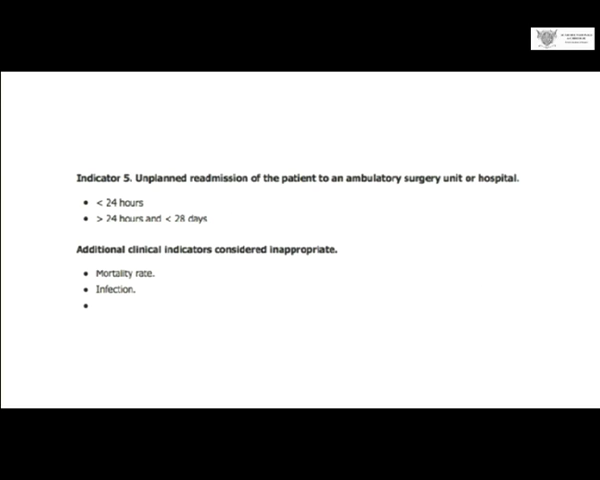 Indicator 5. Unplanned readmission of the patient to an ambulatory surgery unit or hospital.
• < 24 hours
• > 24 hours and < 28 days
Additional clinical indicators considered inappropriate.
• Mortality rate.
• Infection.
•